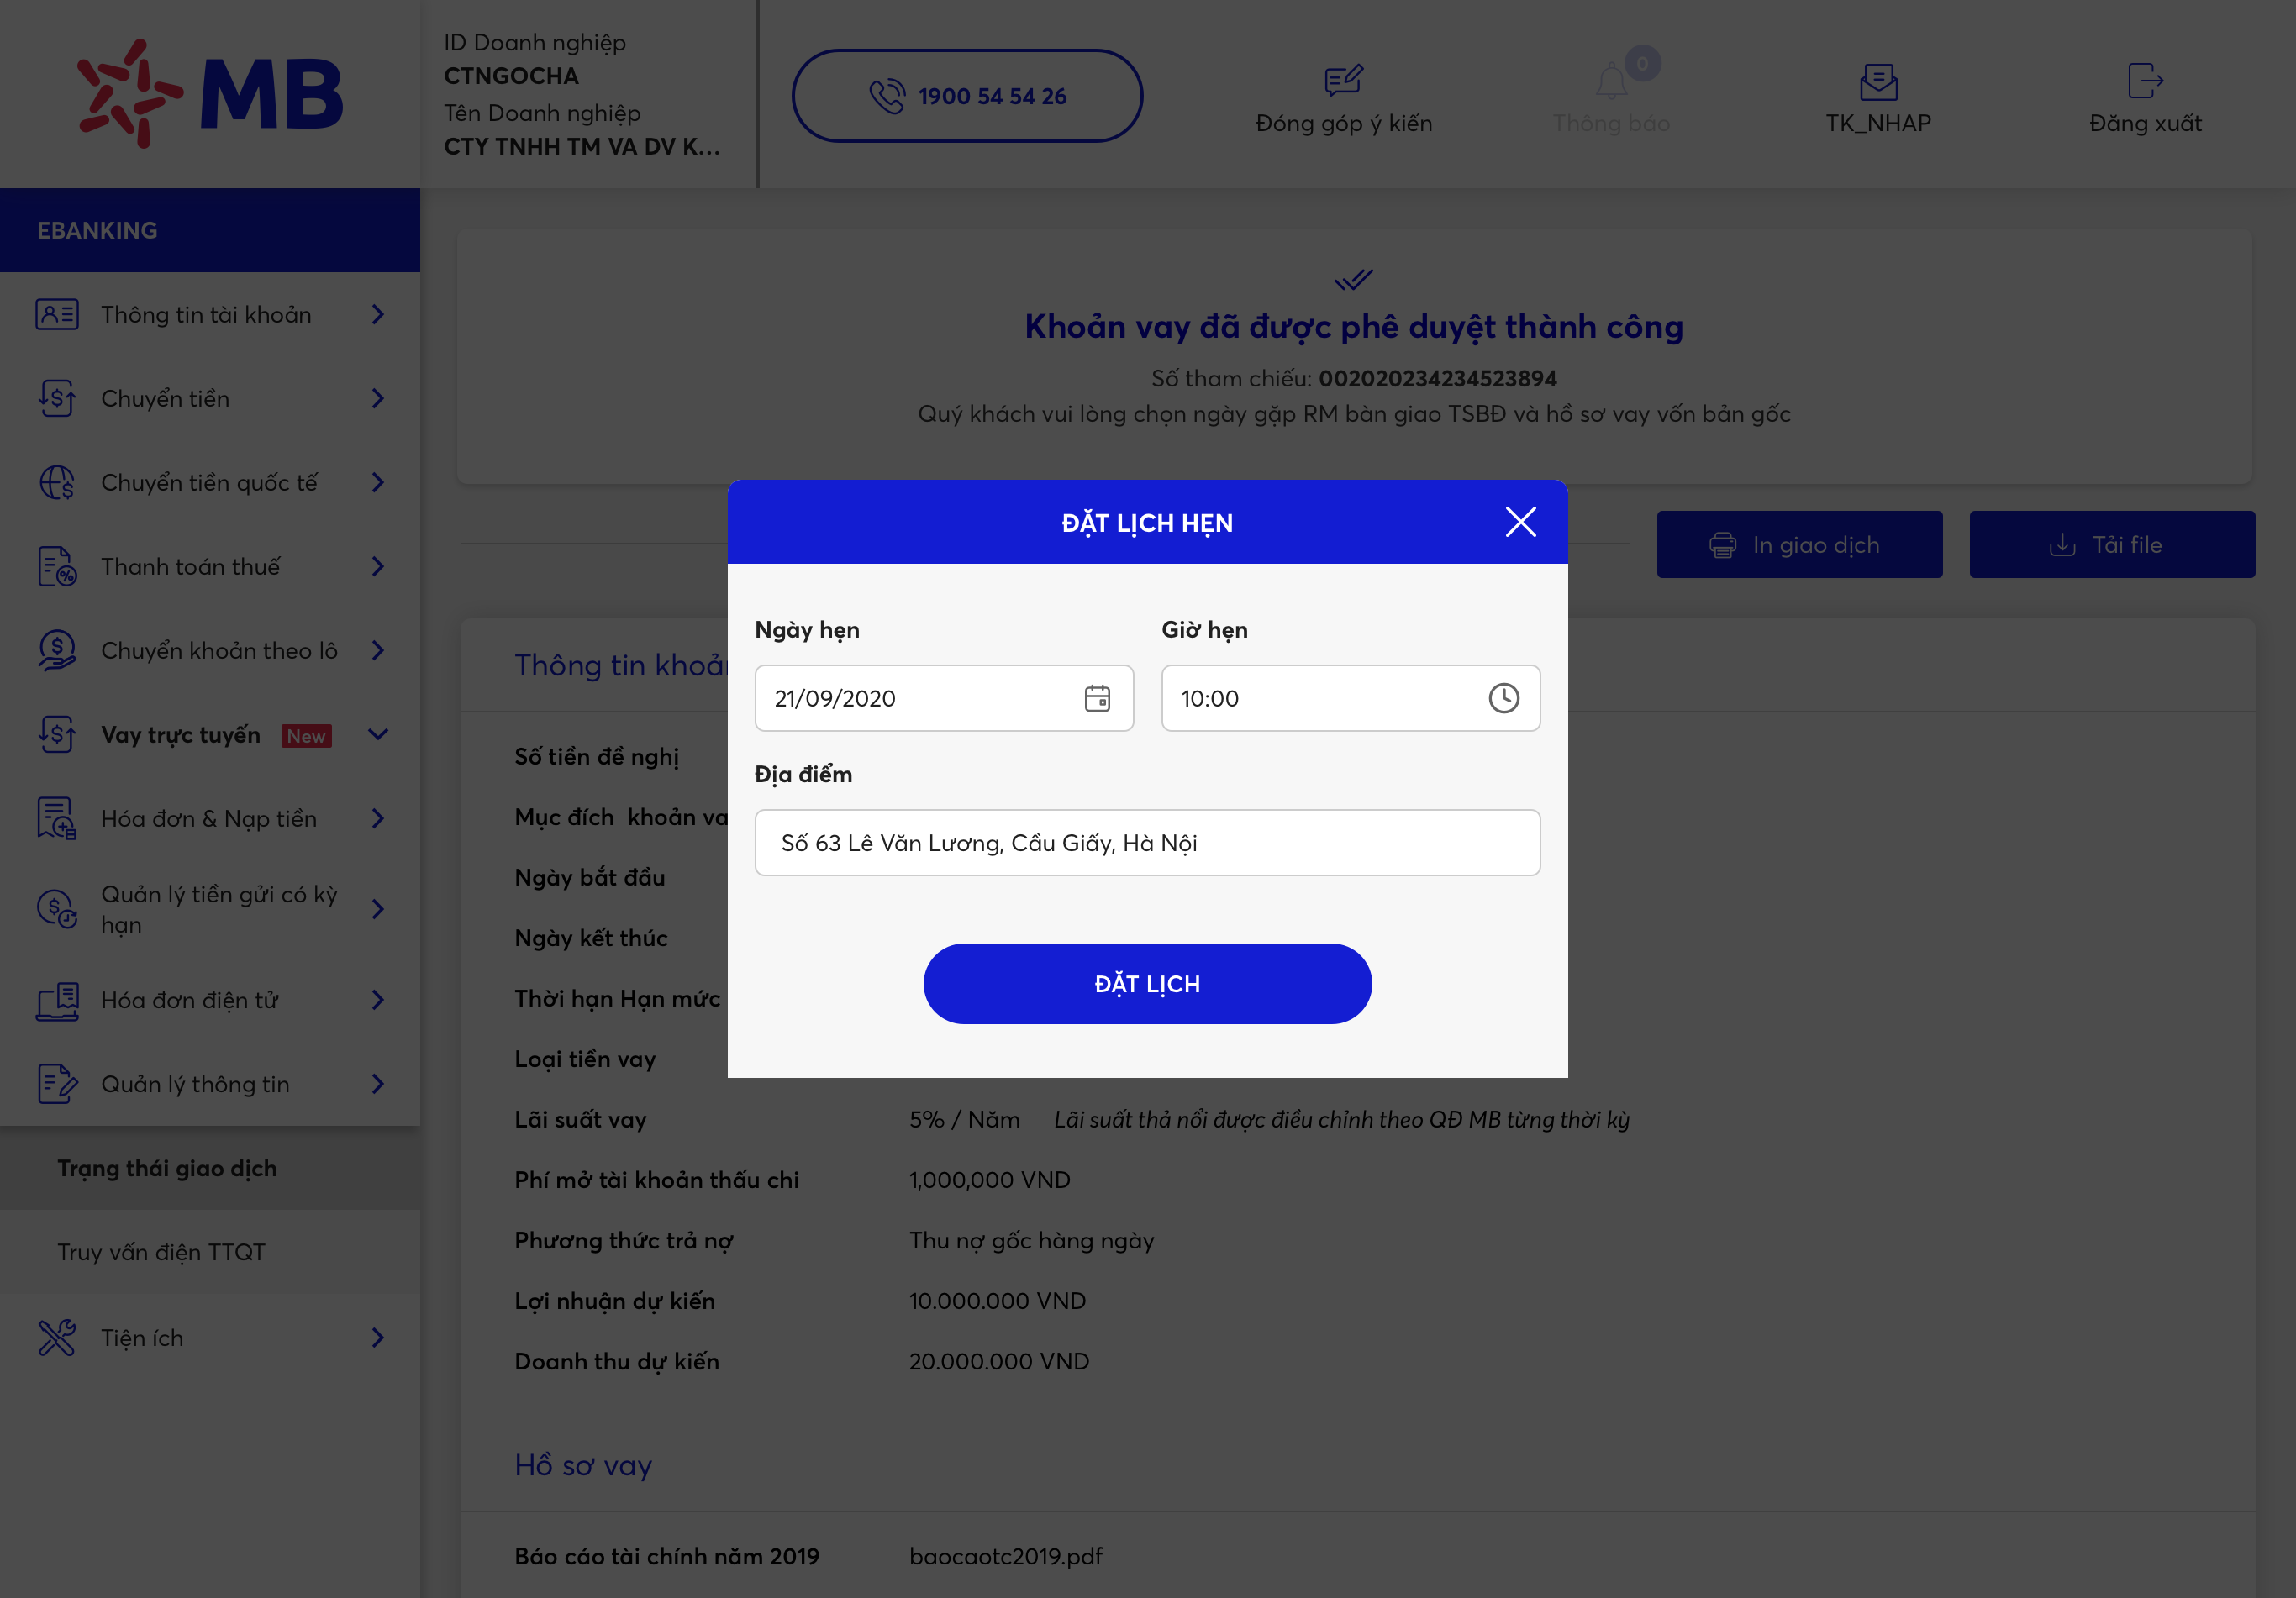 MB
ID Doanh nghiệp
CTNGOCHA
Tên Doanh nghiệp
CTY TNHH TM VA DV K...
1900 54 54 26
Đóng góp ý kiến
0
Thông báo
TK_NHAP
Đăng xuất
EBANKING
Thông tin tài khoản
Chuyển tiền
Chuyển tiền quốc tế
Thanh toán thuế
Chuyển khoản theo lô
Vay trực tuyến New
Hóa đơn & Nạp tiền
Quản lý tiền gửi có kỳ
hạn
Hóa đơn điện tử
Quản lý thông tin
Trạng thái giao dịch
Truy vấn điện TTQT
Tiện ích
Khoản vay đã được phê duyệt thành công
Số tham chiếu: 002020234234523894
Quý khách vui lòng chọn ngày gặp RM bàn giao TSBĐ và hồ sơ vay vốn bản gốc
In giao dịch
Tải file
ĐẶT LỊCH HẸN
Ngày hẹn
Giờ hẹn
21/09/2020
10:00
Địa điểm
Số 63 Lê Văn Lương, Cầu Giấy, Hà Nội
ĐẶT LỊCH
Thông tin khoản
Số tiền đề nghị
Mục đích khoản va
Ngày bắt đầu
Ngày kết thúc
Thời hạn Hạn mức
Loại tiền vay
Lãi suất vay 5% / Năm Lãi suất thả nổi được điều chỉnh theo QĐ MB từng thời kỳ
Phí mở tài khoản thấu chi 1,000,000 VND
Phương thức trả nợ Thu nợ gốc hàng ngày
Lợi nhuận dự kiến 10.000.000 VND
Doanh thu dự kiến 20.000.000 VND
Hồ sơ vay
Báo cáo tài chính năm 2019 baocaotc2019.pdf